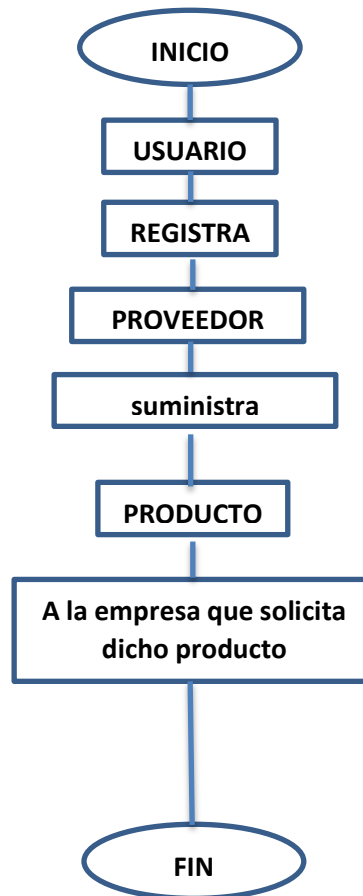 INICIO
USUARIO
REGISTRA
PROVEEDOR
suministra
PRODUCTO
A la empresa que solicita
dicho producto
FIN